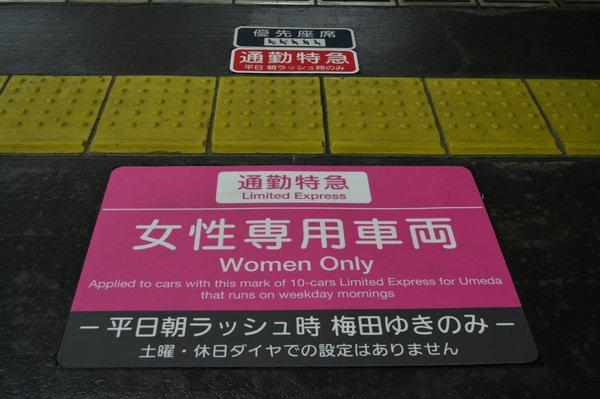 優先座席
通勤特急
平日 朝ラッシュ時のみ
通勤特急
Limited Express
女性専用車両
Women Only
Applied to cars with this mark of 10-cars Limited Express for Umeda
that runs on weekday mornings
ー平日朝ラッシュ時 梅田ゆきのみー
土曜・休日ダイヤでの設定はありません